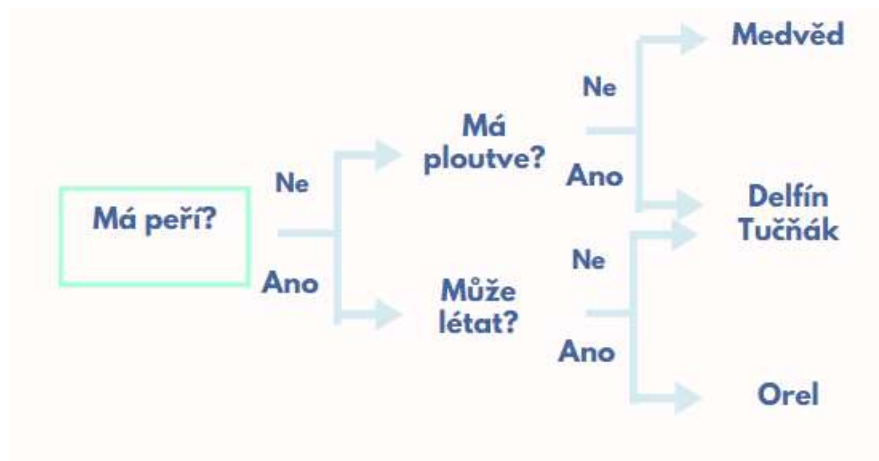 Má peří?
Ne
Ano
Má
ploutve?
Ne
Ano
Může
létat?
Ne
Ano
Medvěd
Delfín
Tučňák
Orel